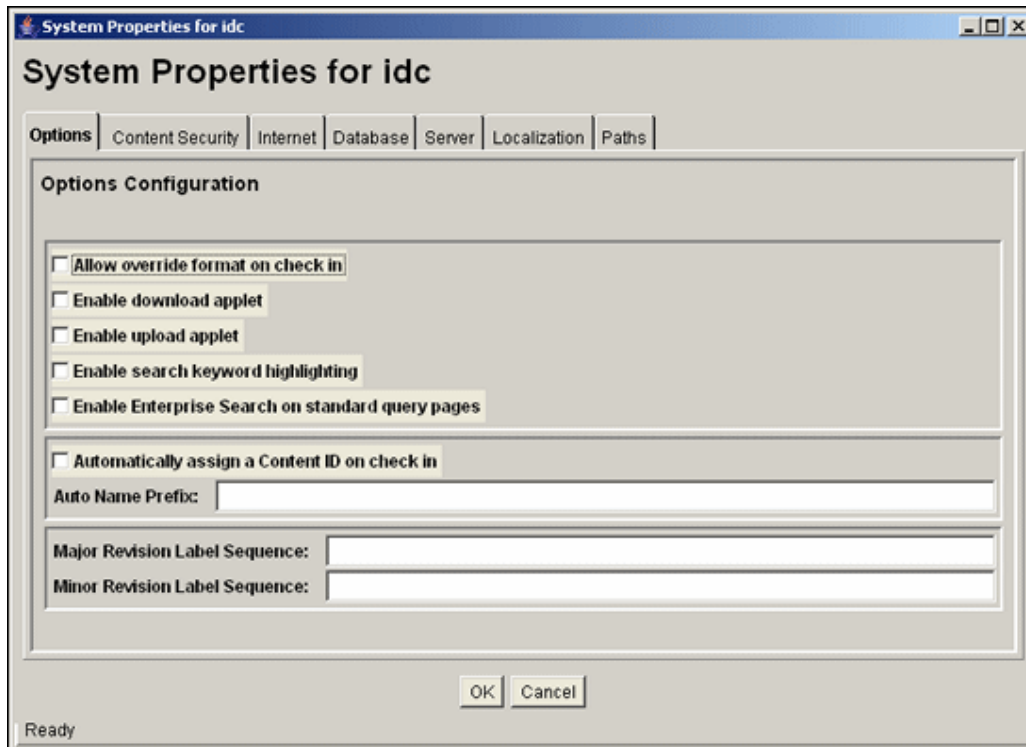 System Properties for idc
System Properties for idc
Options Content Security Internet Database Server Localization Paths
Options Configuration
Allow override format on check in
Enable download applet
Enable upload applet
Enable search keyword highlighting
Enable Enterprise Search on standard query pages
Automatically assign a Content ID on check in
Auto Name Prefix:
Major Revision Label Sequence:
Minor Revision Label Sequence:
OK Cancel
Ready